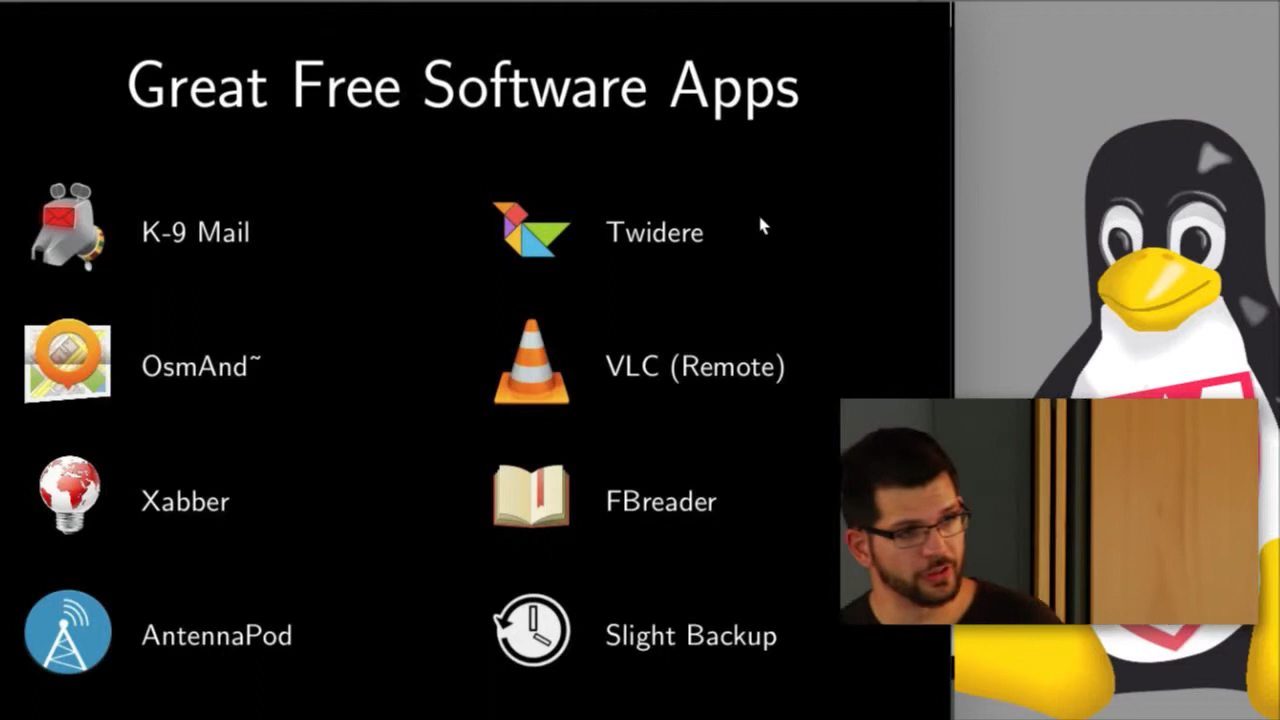 Great Free Software Apps
K-9 Mail
Twidere
OsmAnd~
VLC (Remote)
Xabber
FBreader
AntennaPod
Slight Backup